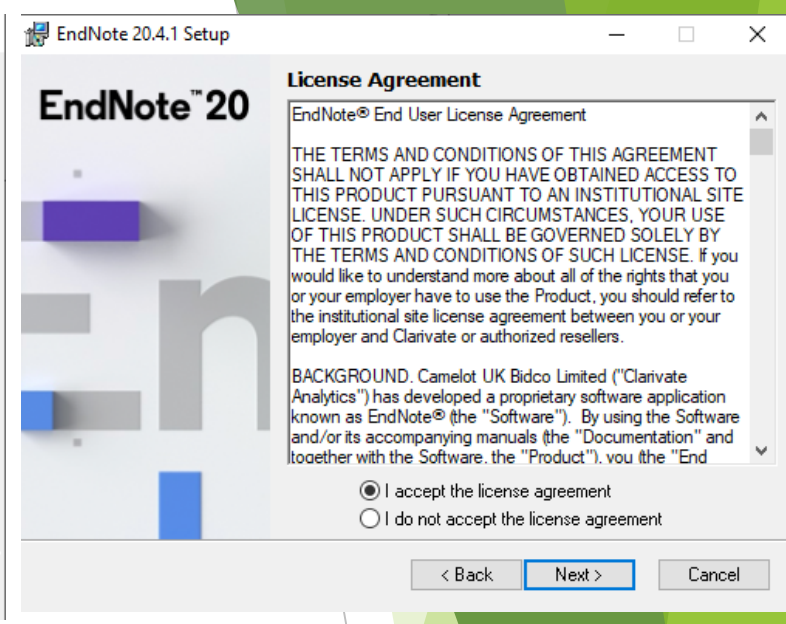 EndNote 20.4.1 Setup
EndNote™20
License Agreement
EndNote® End User License Agreement
THE TERMS AND CONDITIONS OF THIS AGREEMENT
SHALL NOT APPLY IF YOU HAVE OBTAINED ACCESS TO
THIS PRODUCT PURSUANT TO AN INSTITUTIONAL SITE
LICENSE. UNDER SUCH CIRCUMSTANCES, YOUR USE
OF THIS PRODUCT SHALL BE GOVERNED SOLELY BY
THE TERMS AND CONDITIONS OF SUCH LICENSE. If you
would like to understand more about all of the rights that you
or your employer have to use the Product, you should refer to
the institutional site license agreement between you or your
employer and Clarivate or authorized resellers.
BACKGROUND. Camelot UK Bidco Limited ("Clarivate
Analytics") has developed a proprietary software application
known as EndNote® (the "Software"). By using the Software
and/or its accompanying manuals (the "Documentation" and
together with the Software, the "Product"), you (the "End
I accept the license agreement
I do not accept the license agreement
< Back
Next >
Cancel
En